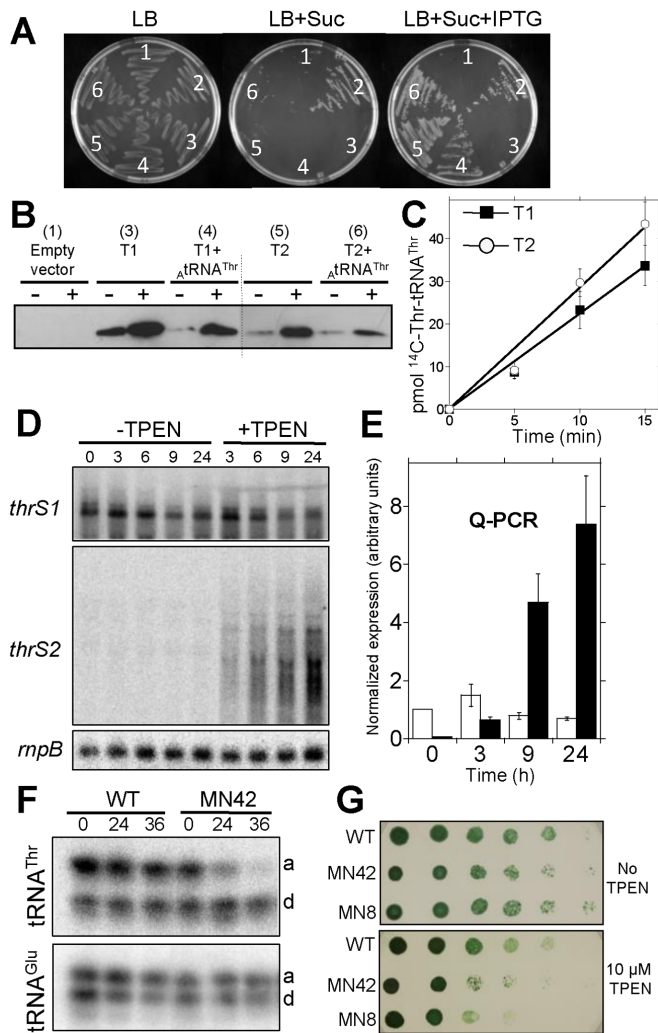 A
LB LB+Suc LB+Suc+IPTG
1 2 3 4 5 6
1 2 3 4 5 6
1 2 3 4 5 6
B
(1) (3) (4) (5) (6)
Empty vector T1 T1+ AtRNAThr T2 T2+ AtRNAThr
- + - + - + - + - +
C
T1
T2
pmol 14C-Thr-tRNAThr
40
30
20
10
0
0 5 10 15
Time (min)
D
-TPEN +TPEN
0 3 6 9 24 3 6 9 24
thrS1
thrS2
rnpB
E
Q-PCR
Normalized expression (arbitrary units)
8
6
4
2
0
0 3 9 24
Time (h)
F
WT MN42
0 24 36 0 24 36
tRNAThr
a
d
tRNAGlu
a
d
G
WT
MN42
MN8
No TPEN
WT
MN42
MN8
10 µM TPEN